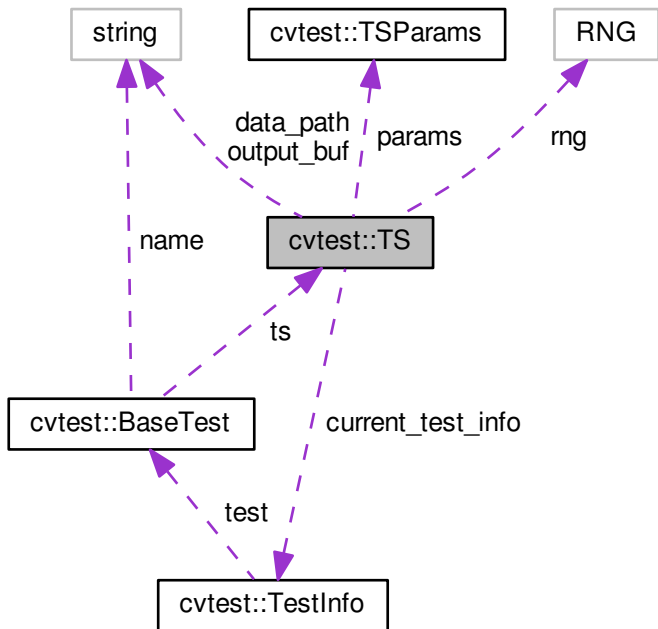 string
cvtest::TSParams
RNG
data_path
output_buf
params
rng
cvtest::TS
name
ts
cvtest::BaseTest
current_test_info
test
cvtest::TestInfo